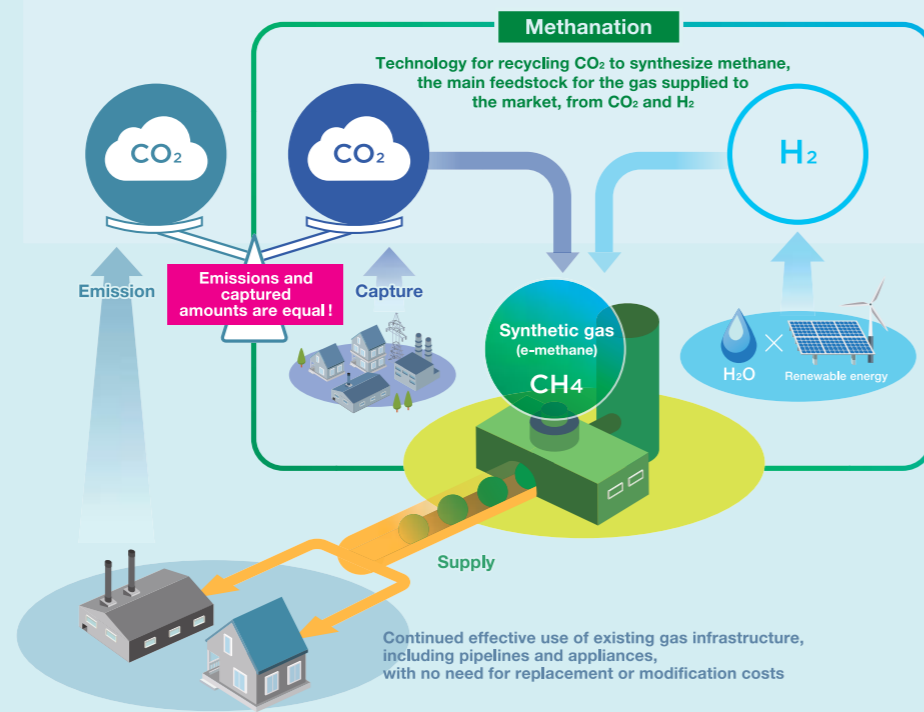 Methanation
Technology for recycling CO₂ to synthesize methane,
the main feedstock for the gas supplied to
the market, from CO₂ and H₂
CO₂
CO₂
H₂
Emission
Emissions and
captured
amounts are equal!
Capture
Synthetic gas
(e-methane)
CH4
H₂O
×
Renewable energy
Supply
Continued effective use of existing gas infrastructure,
including pipelines and appliances,
with no need for replacement or modification costs